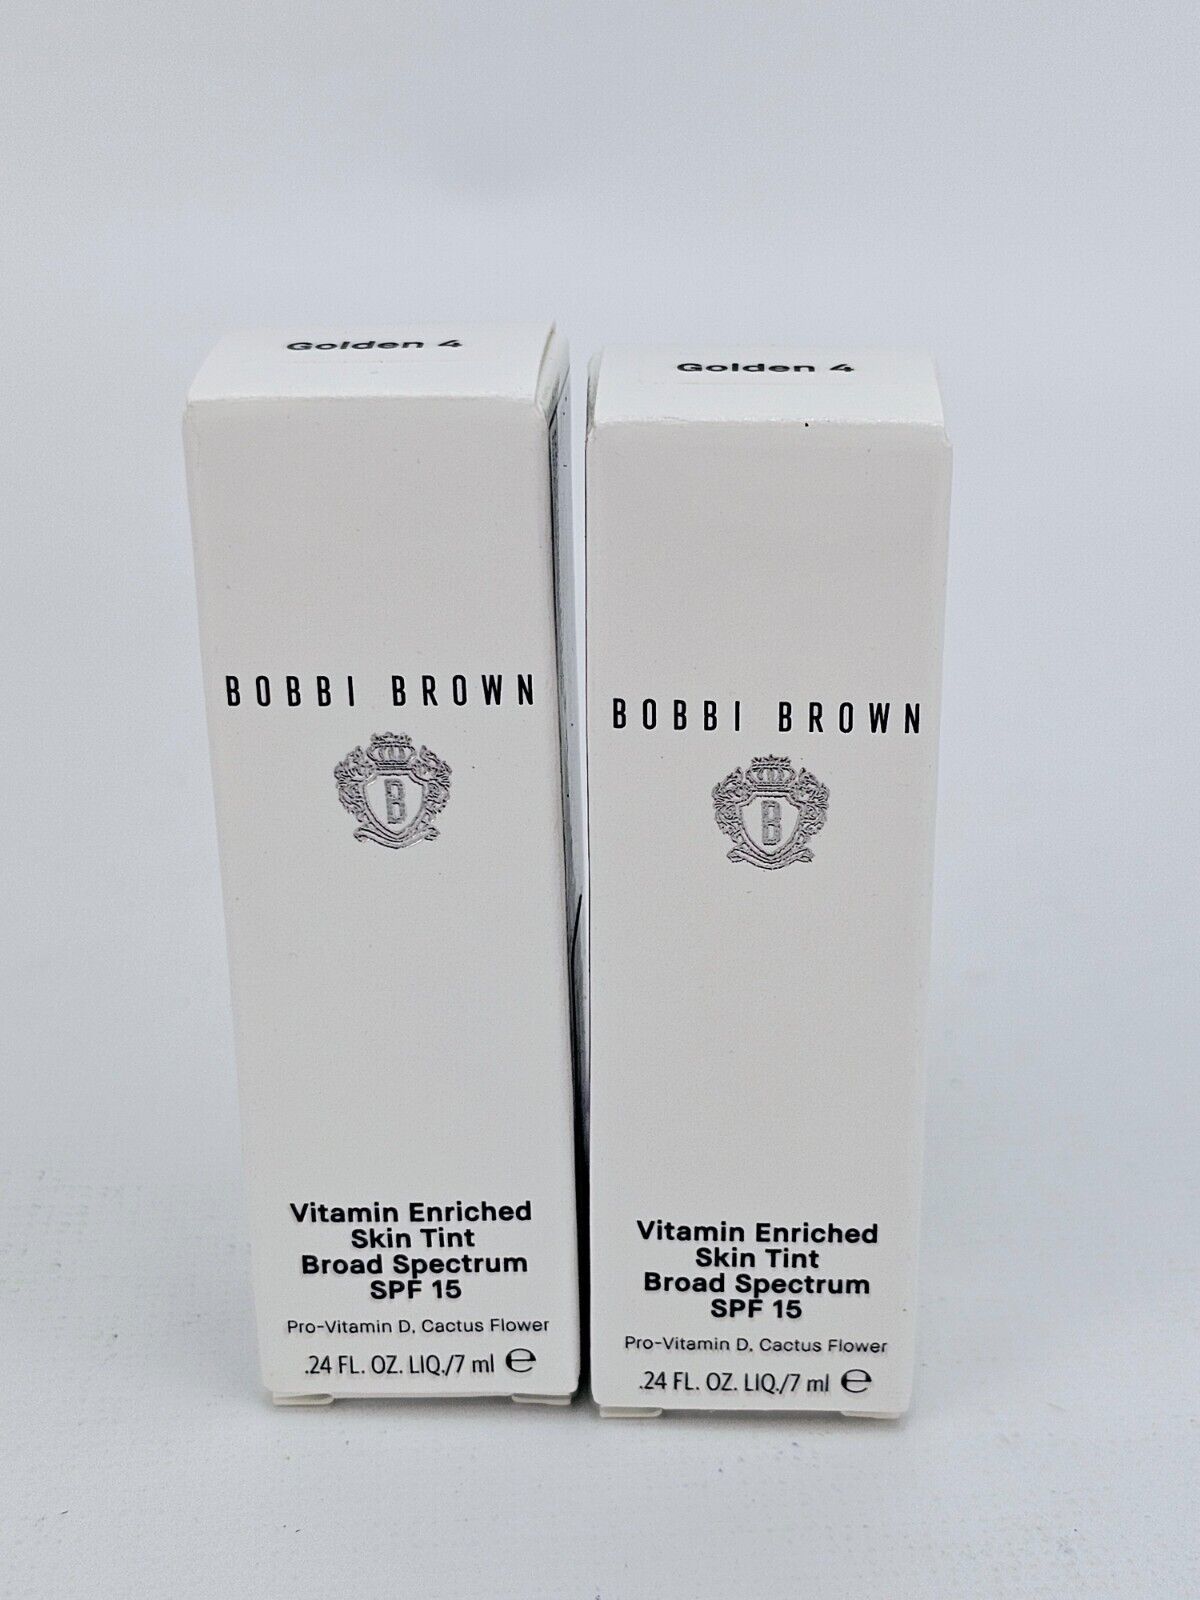 Golden 4
BOBBI BROWN
B
Vitamin Enriched
Skin Tint
Broad Spectrum
SPF 15
Pro-Vitamin D, Cactus Flower
.24 FL. OZ. LIQ./7 ml ℮
Golden 4
BOBBI BROWN
B
Vitamin Enriched
Skin Tint
Broad Spectrum
SPF 15
Pro-Vitamin D, Cactus Flower
.24 FL. OZ. LIQ./7 ml ℮